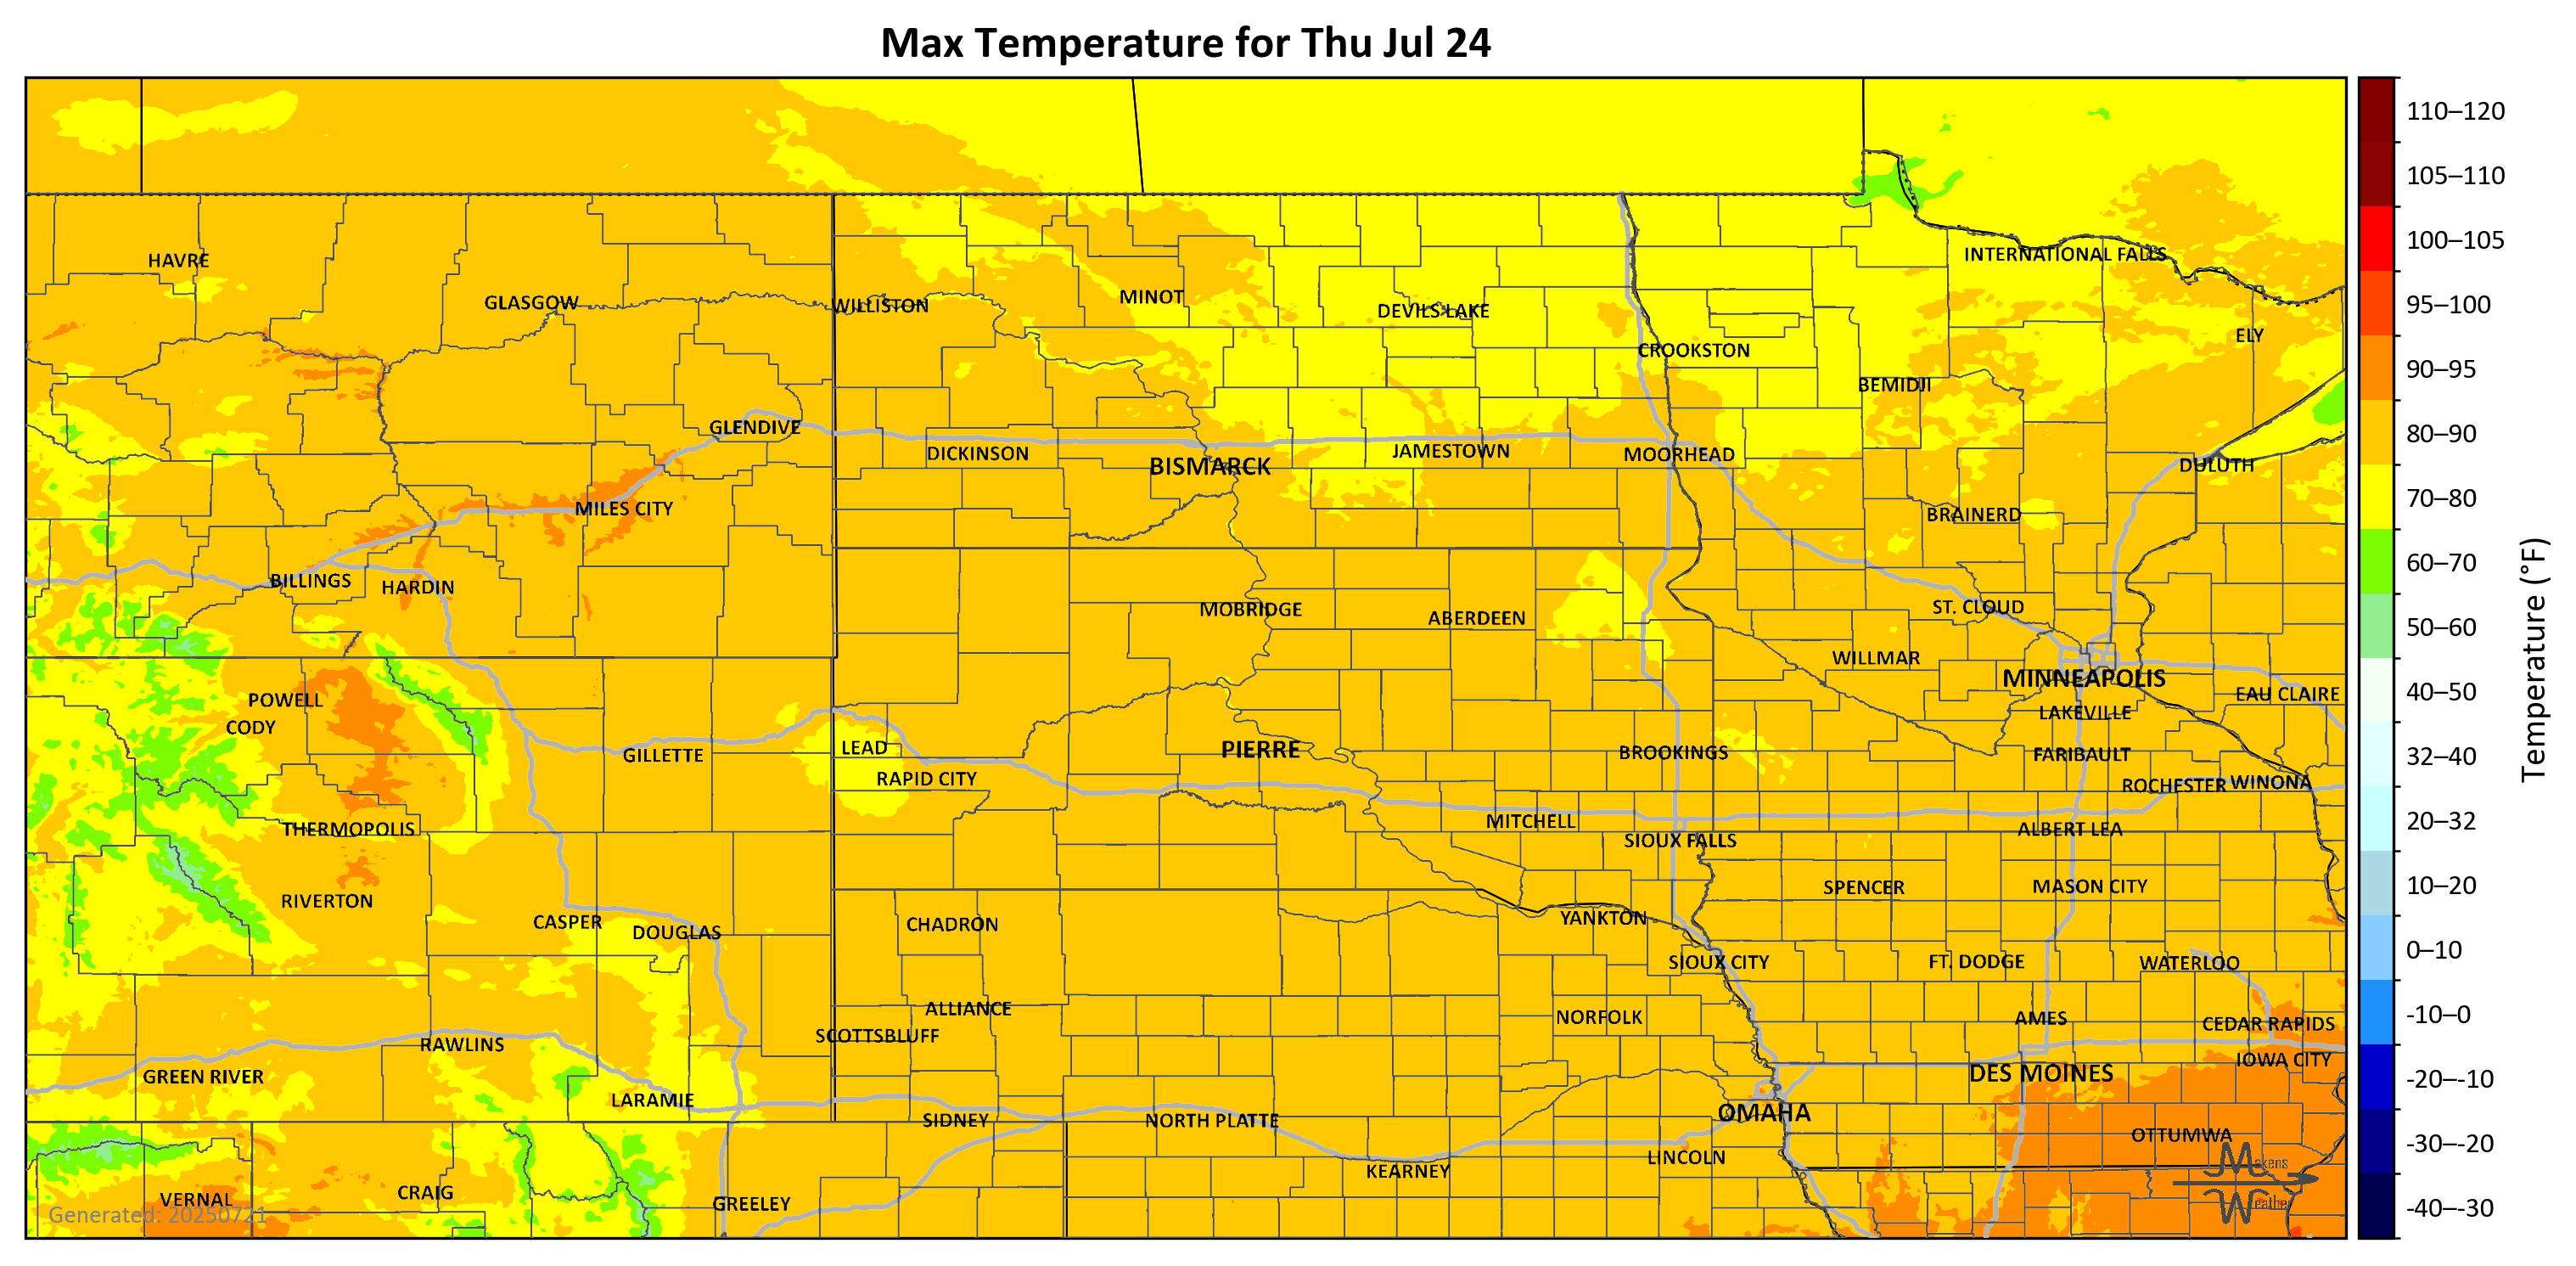 Max Temperature for Thu Jul 24
110–120
105–110
100–105
95–100
90–95
80–90
70–80
60–70
50–60
40–50
32–40
20–32
10–20
0–10
-10–0
-20–-10
-30–-20
-40–-30
Temperature (°F)
HAVRE
GLASGOW
WILLISTON
MINOT
DEVILS LAKE
INTERNATIONAL FALLS
ELY
CROOKSTON
BEMIDJI
GLENDIVE
DICKINSON
BISMARCK
JAMESTOWN
MOORHEAD
DULUTH
MILES CITY
BRAINERD
BILLINGS
HARDIN
MOBRIDGE
ABERDEEN
ST. CLOUD
WILLMAR
MINNEAPOLIS
EAU CLAIRE
POWELL
CODY
LAKEVILLE
GILLETTE
LEAD
PIERRE
BROOKINGS
FARIBAULT
RAPID CITY
ROCHESTER
WINONA
THERMOPOLIS
MITCHELL
SIOUX FALLS
ALBERT LEA
RIVERTON
SPENCER
MASON CITY
CASPER
DOUGLAS
CHADRON
YANKTON
SIOUX CITY
FT. DODGE
WATERLOO
ALLIANCE
NORFOLK
AMES
CEDAR RAPIDS
SCOTTSBLUFF
RAWLINS
IOWA CITY
GREEN RIVER
DES MOINES
LARAMIE
SIDNEY
NORTH PLATTE
OMAHA
OTTUMWA
LINCOLN
KEARNEY
VERNAL
CRAIG
GREELEY
Generated: 20250721
Makens
Weather